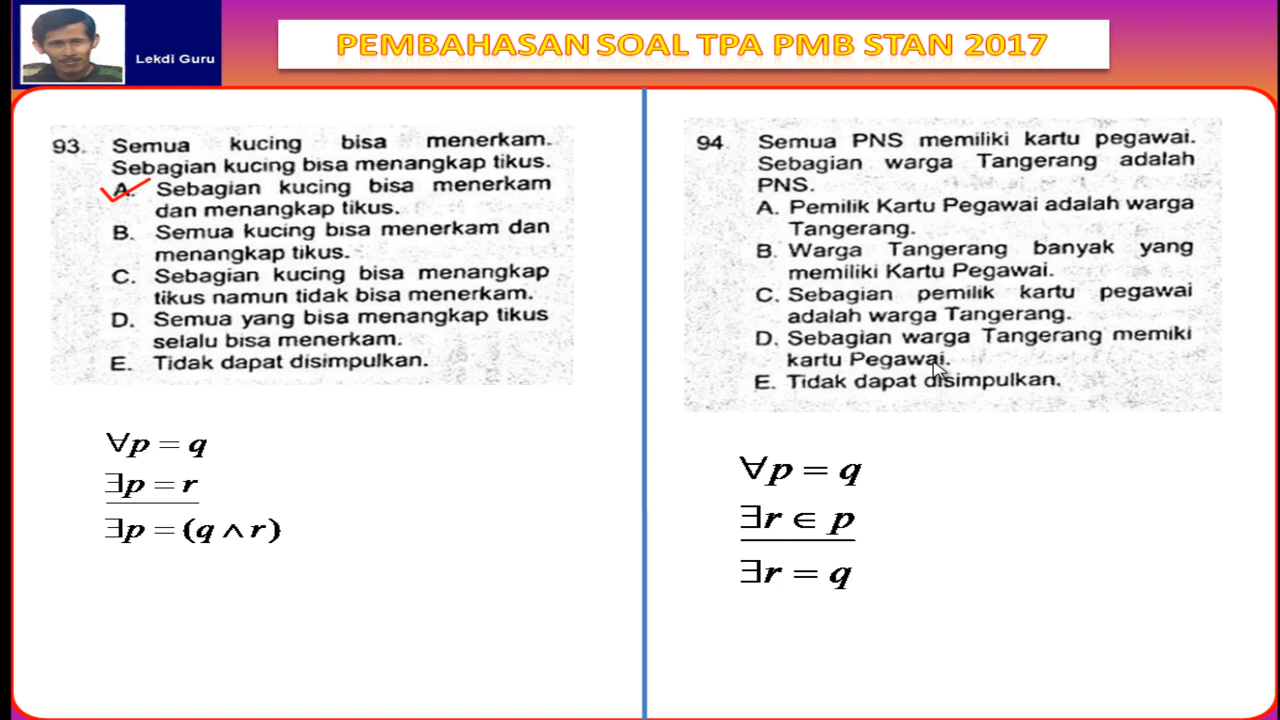 Lekdi Guru
PEMBAHASAN SOAL TPA PMB STAN 2017
93. Semua kucing bisa menerkam.
Sebagian kucing bisa menangkap tikus.
A. Sebagian kucing bisa menerkam
dan menangkap tikus.
B. Semua kucing bisa menerkam dan
menangkap tikus.
C. Sebagian kucing bisa menangkap
tikus namun tidak bisa menerkam.
D. Semua yang bisa menangkap tikus
selalu bisa menerkam.
E. Tidak dapat disimpulkan.
∀p = q
∃p = r
∃p = (q ∧ r)
94. Semua PNS memiliki kartu pegawai.
Sebagian warga Tangerang adalah
PNS.
A. Pemilik Kartu Pegawai adalah warga
Tangerang.
B. Warga Tangerang banyak yang
memiliki Kartu Pegawai.
C. Sebagian pemilik kartu pegawai
adalah warga Tangerang.
D. Sebagian warga Tangerang memiki
kartu Pegawai.
E. Tidak dapat disimpulkan.
∀p = q
∃r ∈ p
∃r = q